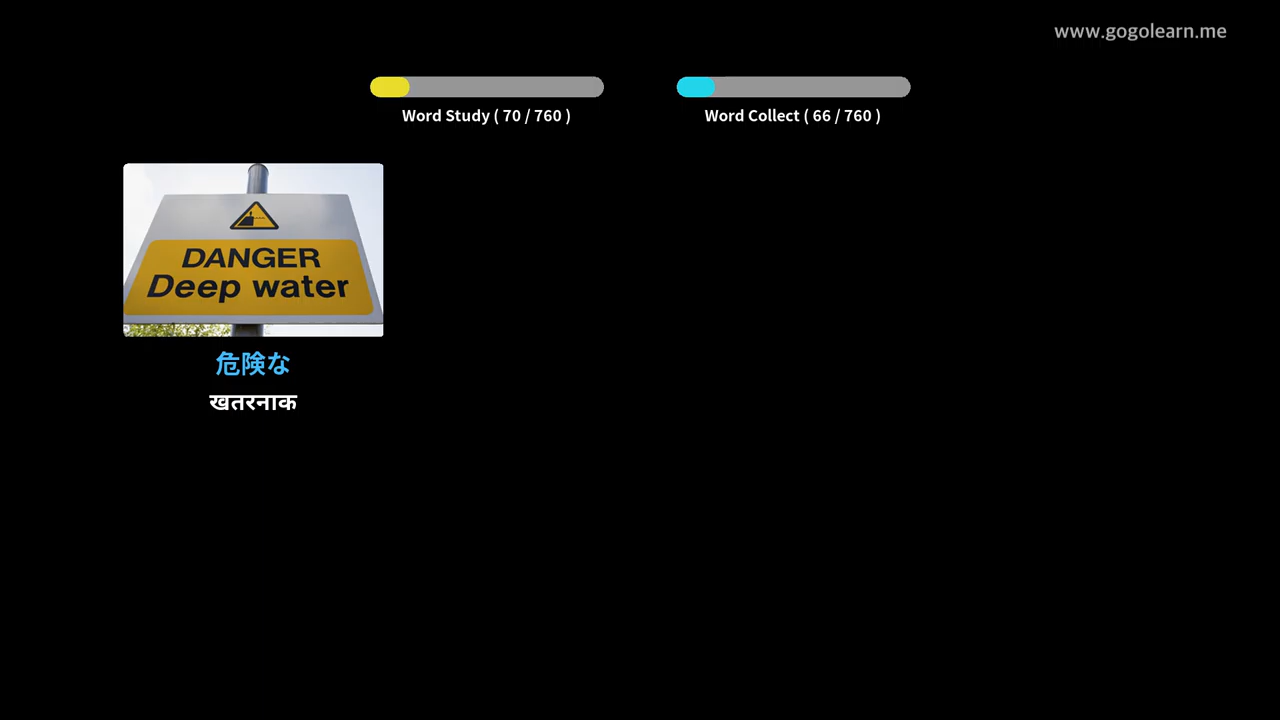 www.gogolearn.me
Word Study ( 70 / 760 )
Word Collect ( 66 / 760 )
DANGER
Deep water
危険な
खतरनाक